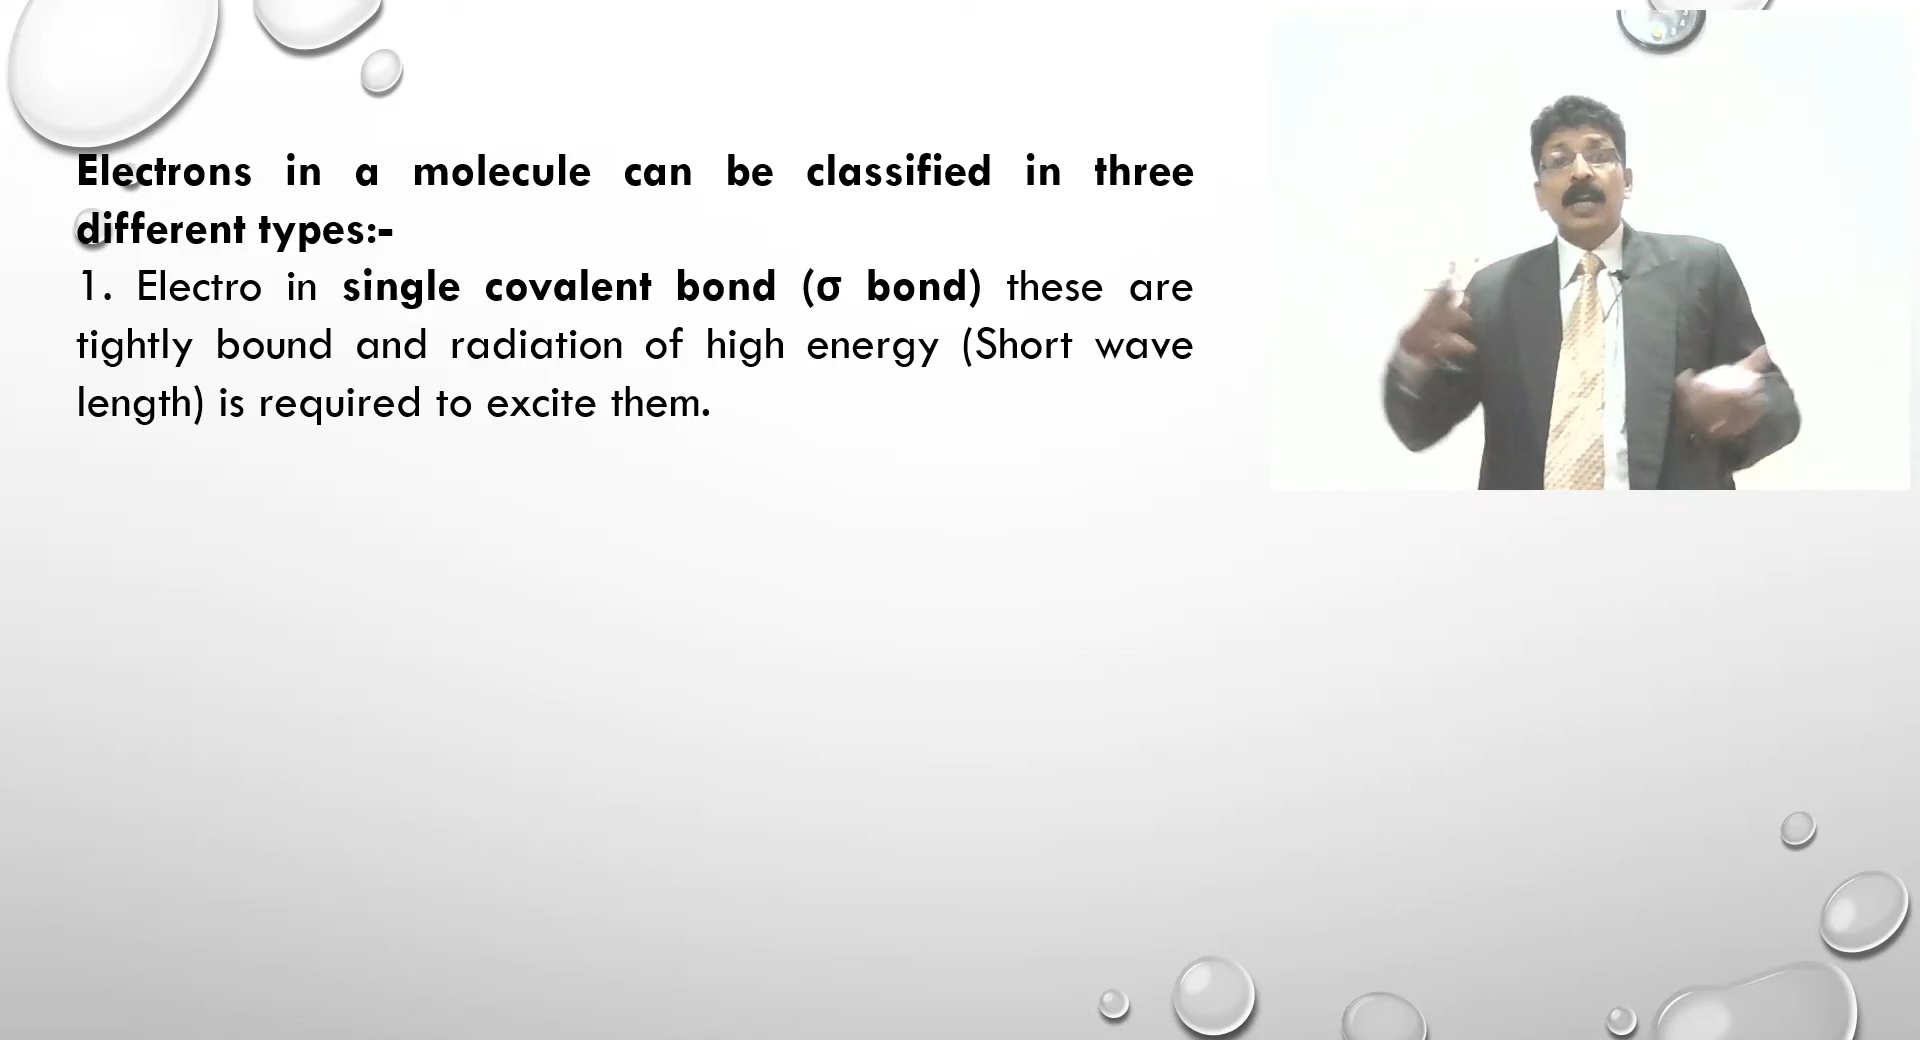 Electrons in a molecule can be classified in three
different types:-
1. Electro in single covalent bond (σ bond) these are
tightly bound and radiation of high energy (Short wave
length) is required to excite them.